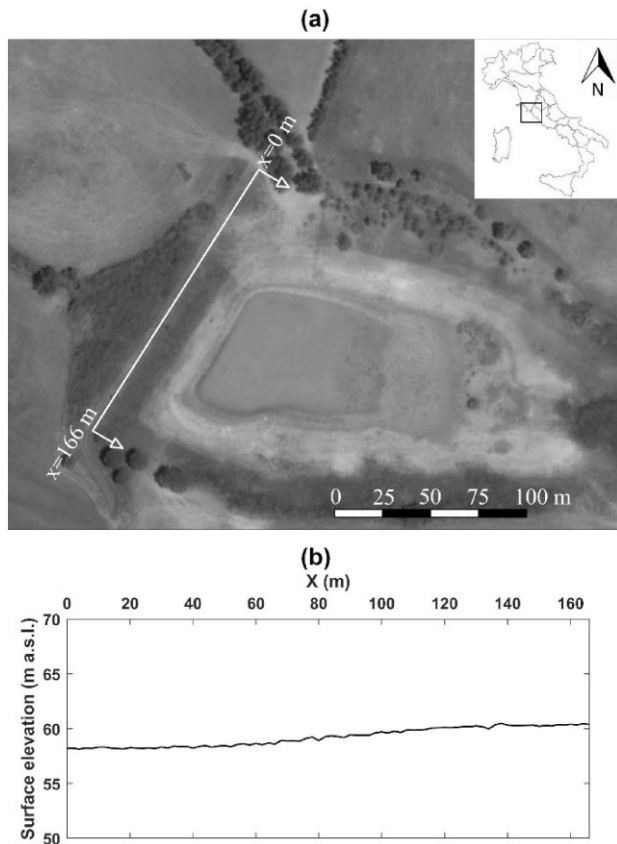 (a)
N
x=0 m
x=166 m
0 25 50 75 100 m
(b)
X (m)
0 20 40 60 80 100 120 140 160
70
65
60
55
50
Surface elevation (m a.s.l.)